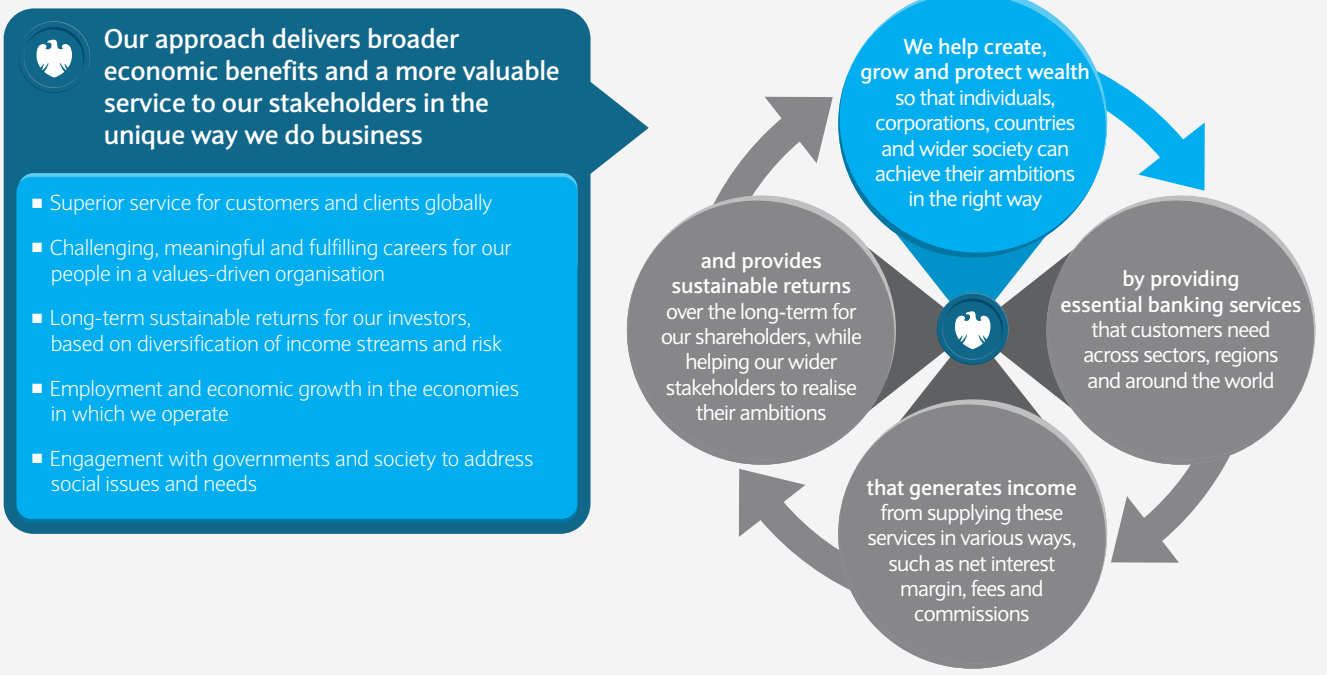 Our approach delivers broader
economic benefits and a more valuable
service to our stakeholders in the
unique way we do business
■ Superior service for customers and clients globally
■ Challenging, meaningful and fulfilling careers for our
people in a values-driven organisation
■ Long-term sustainable returns for our investors,
based on diversification of income streams and risk
■ Employment and economic growth in the economies
in which we operate
■ Engagement with governments and society to address
social issues and needs
We help create,
grow and protect wealth
so that individuals,
corporations, countries
and wider society can
achieve their ambitions
in the right way
by providing
essential banking services
that customers need
across sectors, regions
and around the world
that generates income
from supplying these
services in various ways,
such as net interest
margin, fees and
commissions
and provides
sustainable returns
over the long-term for
our shareholders, while
helping our wider
stakeholders to realise
their ambitions